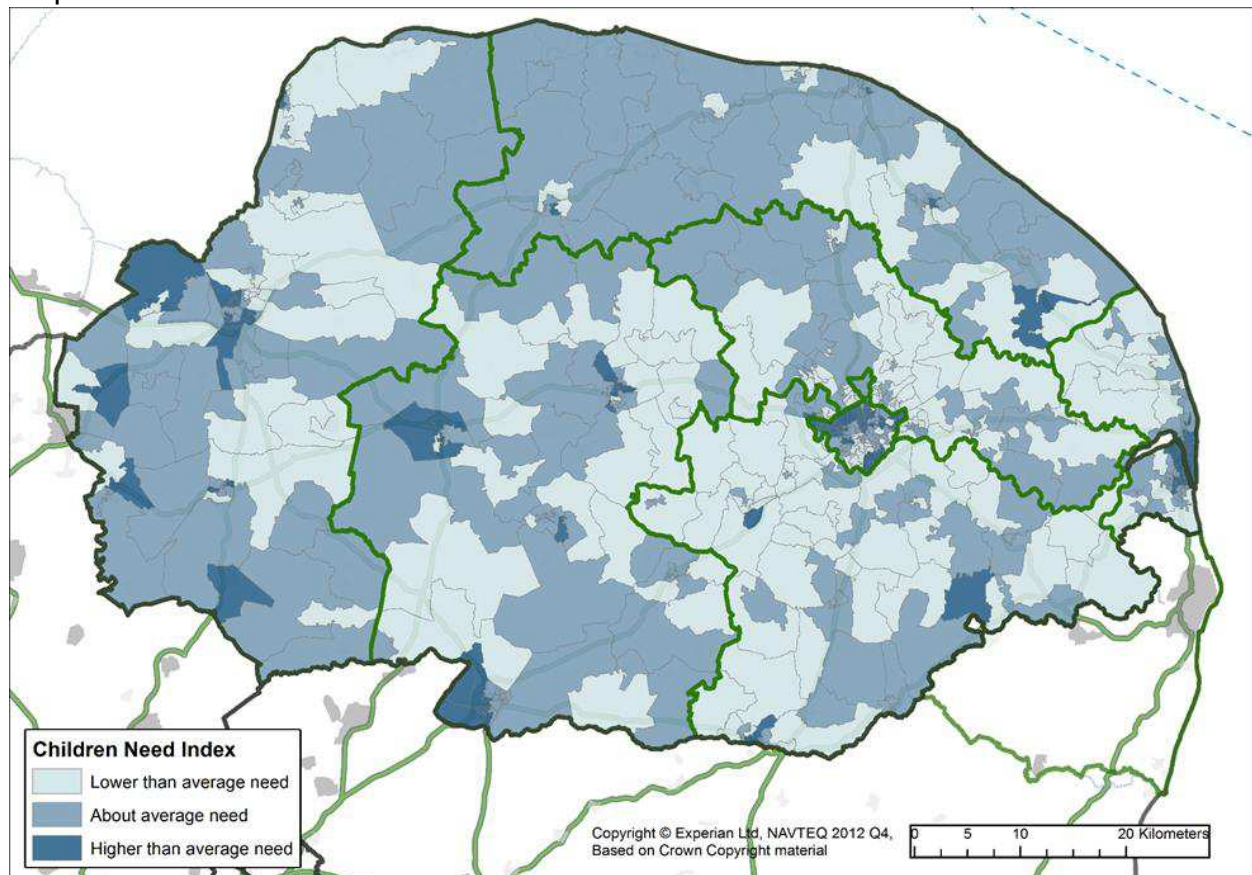 Children Need Index
Lower than average need
About average need
Higher than average need
Copyright © Experian Ltd, NAVTEQ 2012 Q4,
Based on Crown Copyright material
0 5 10 20 Kilometers